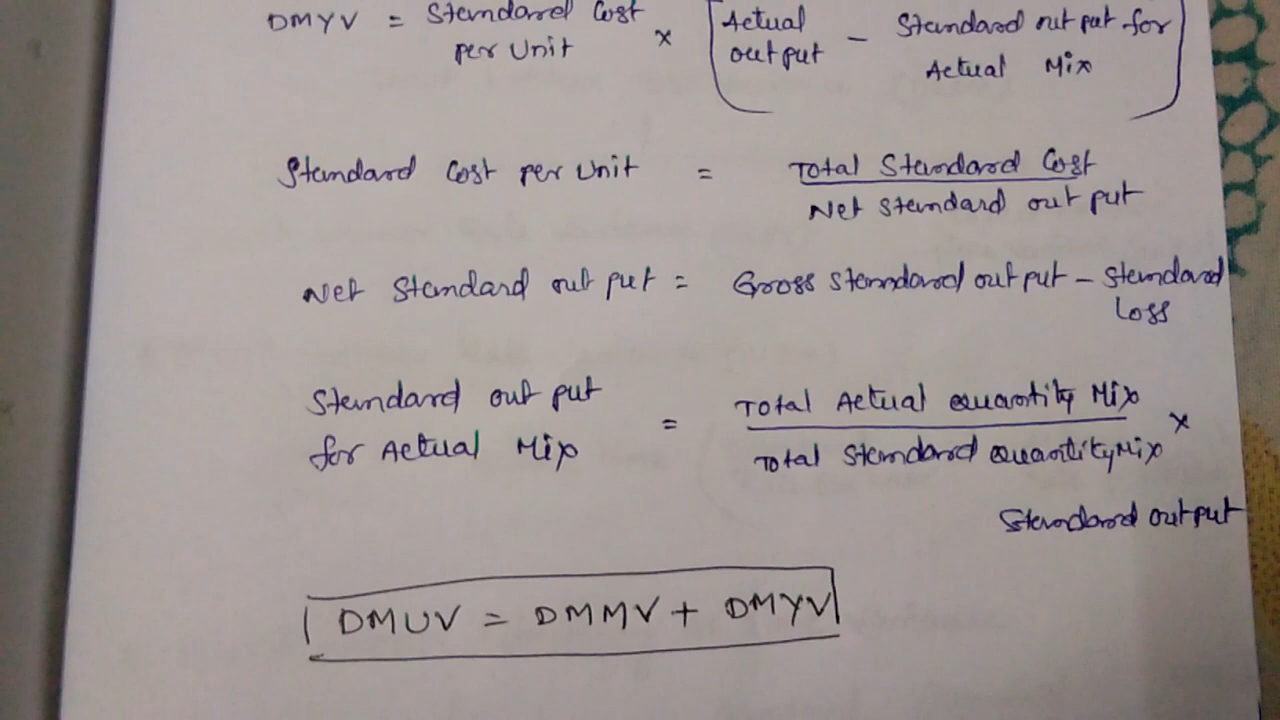 DMYV = Standard Cost per Unit × [Actual output − Standard out put for Actual Mix]
Standard Cost per Unit = Total Standard Cost / Net Standard out put
Net Standard out put = Gross Standard out put − Standard Loss
Standard out put for Actual Mix = Total Actual Quantity Mix / Total Standard Quantity Mix × Standard output
DMUV = DMMV + DMYV